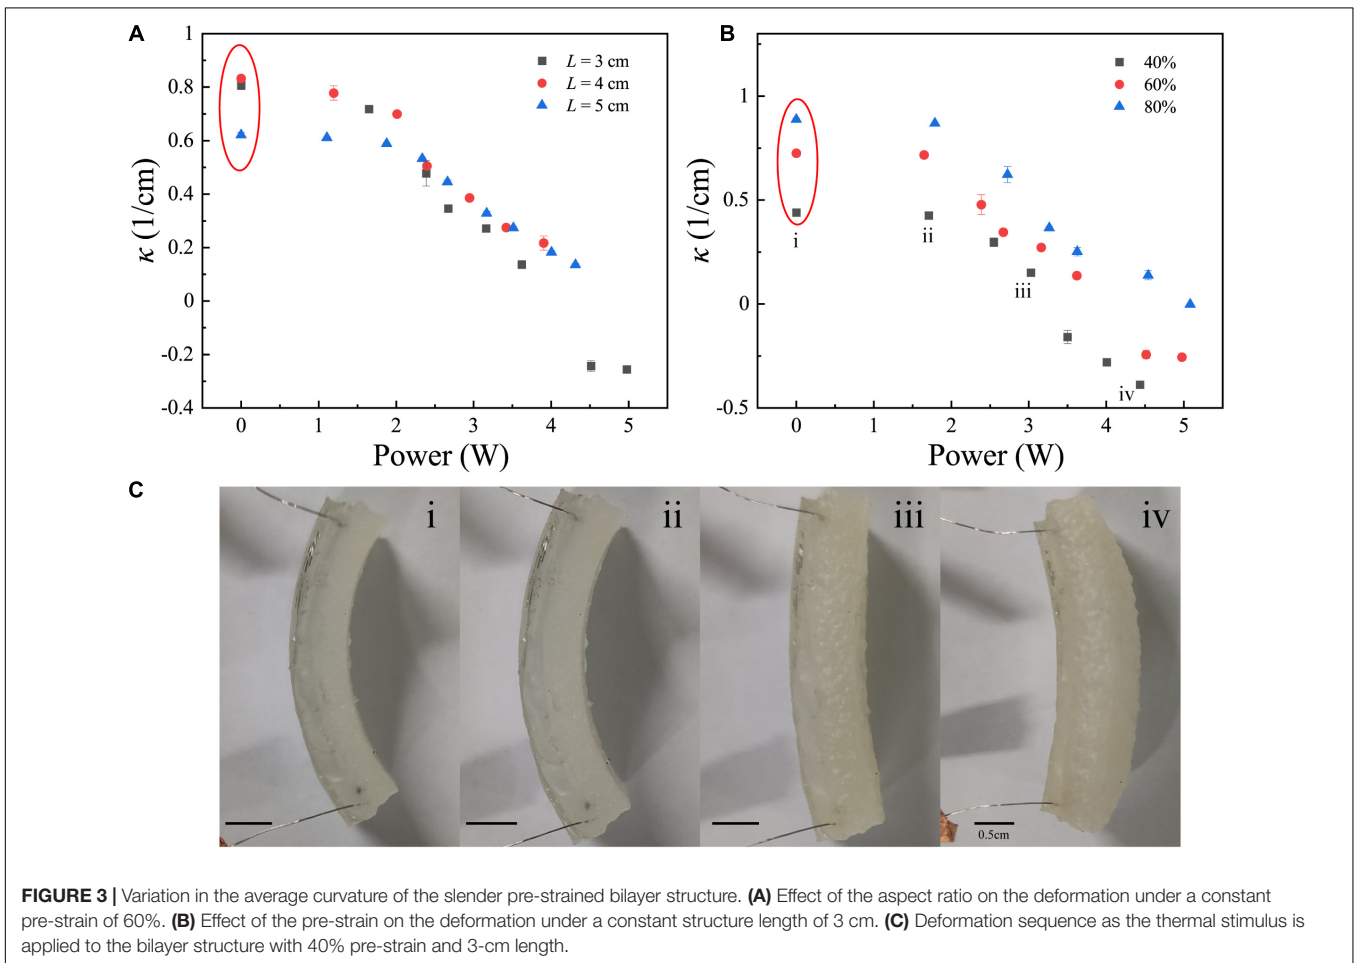 A
1
0.8
0.6
0.4
0.2
0
-0.2
-0.4
κ (1/cm)
0 1 2 3 4 5
Power (W)
L = 3 cm
L = 4 cm
L = 5 cm
B
1
0.5
0
-0.5
κ (1/cm)
0 1 2 3 4 5
Power (W)
40%
60%
80%
i
ii
iii
iv
C
i
ii
iii
iv
0.5cm
FIGURE 3 | Variation in the average curvature of the slender pre-strained bilayer structure. (A) Effect of the aspect ratio on the deformation under a constant
pre-strain of 60%. (B) Effect of the pre-strain on the deformation under a constant structure length of 3 cm. (C) Deformation sequence as the thermal stimulus is
applied to the bilayer structure with 40% pre-strain and 3-cm length.